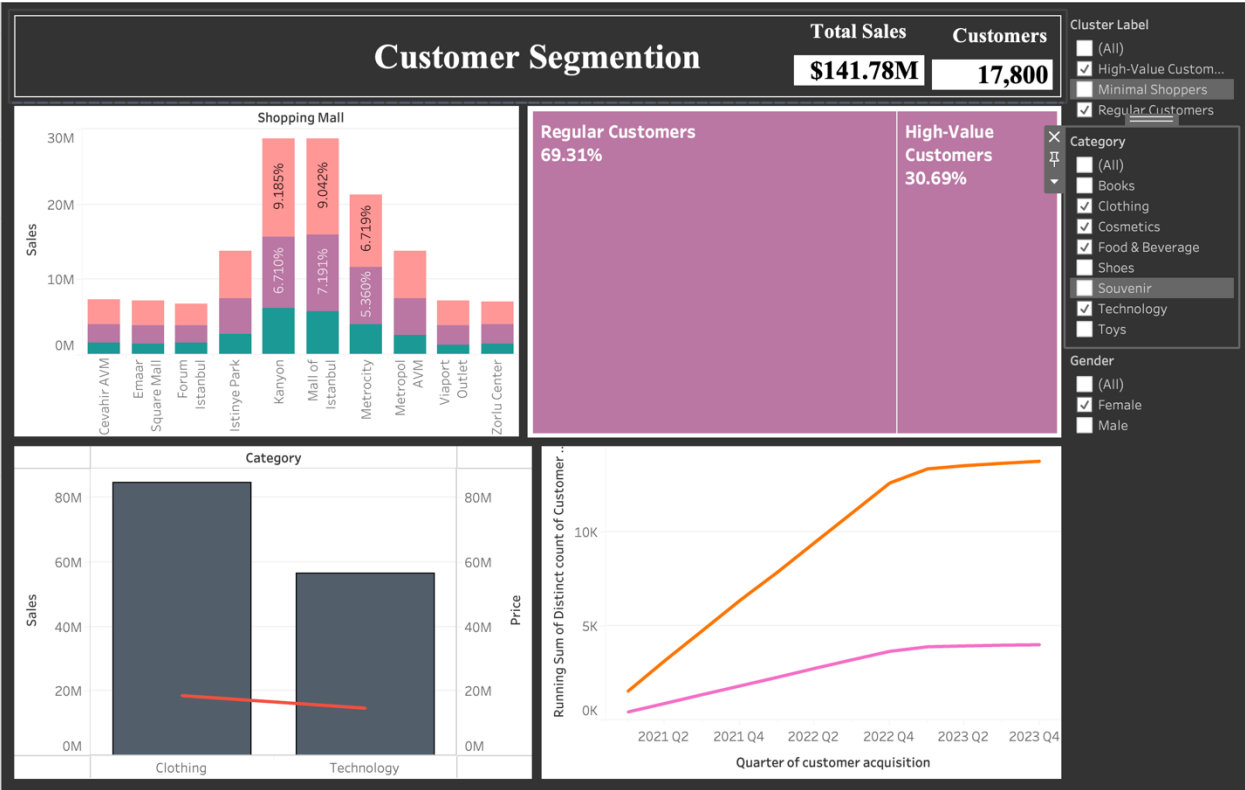 Customer Segmention
Total Sales
$141.78M
Customers
17,800
Cluster Label
(All)
High-Value Custom...
Minimal Shoppers
Regular Customers
Category
(All)
Books
Clothing
Cosmetics
Food & Beverage
Shoes
Souvenir
Technology
Toys
Gender
(All)
Female
Male
Shopping Mall
Sales
30M
20M
10M
0M
9.185%
6.710%
9.042%
7.191%
6.719%
5.360%
Cevahir AVM
Emaar
Square Mall
Forum
Istanbul
Istinye Park
Kanyon
Mall of
Istanbul
Metrocity
Metropol
AVM
Viaport
Outlet
Zorlu Center
Regular Customers
69.31%
High-Value
Customers
30.69%
Category
Sales
80M
60M
40M
20M
0M
80M
60M
40M
20M
0M
Price
Clothing
Technology
Running Sum of Distinct count of Customer ..
10K
5K
0K
2021 Q2
2021 Q4
2022 Q2
2022 Q4
2023 Q2
2023 Q4
Quarter of customer acquisition